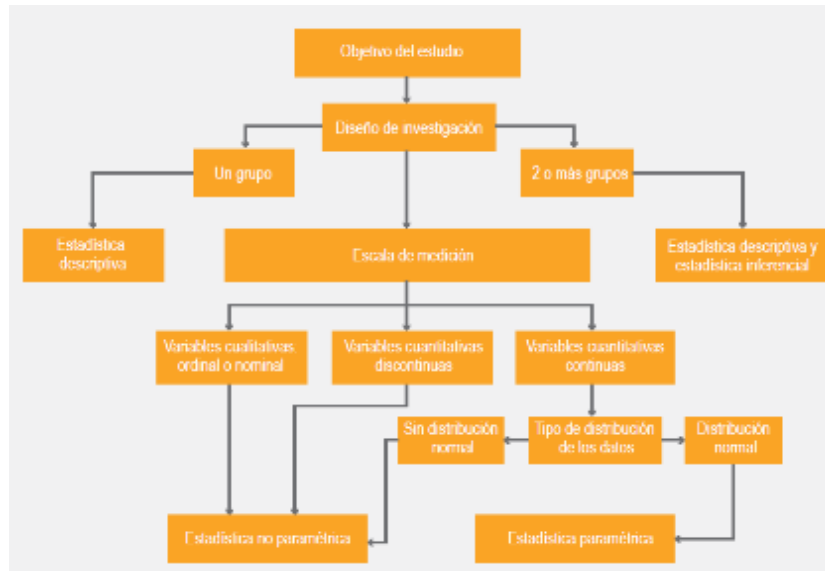 Objetivo del estudio
Diseño de investigación
Un grupo
2 o más grupos
Estadística
descriptiva
Escala de medición
Estadística descriptiva y
estadística inferencial
Variables cualitativas
ordinal o nominal
Variables cuantitativas
discontinuas
Variables cuantitativas
continuas
Sin distribución
normal
Tipo de distribución
de los datos
Distribución
normal
Estadística no paramétrica
Estadística paramétrica